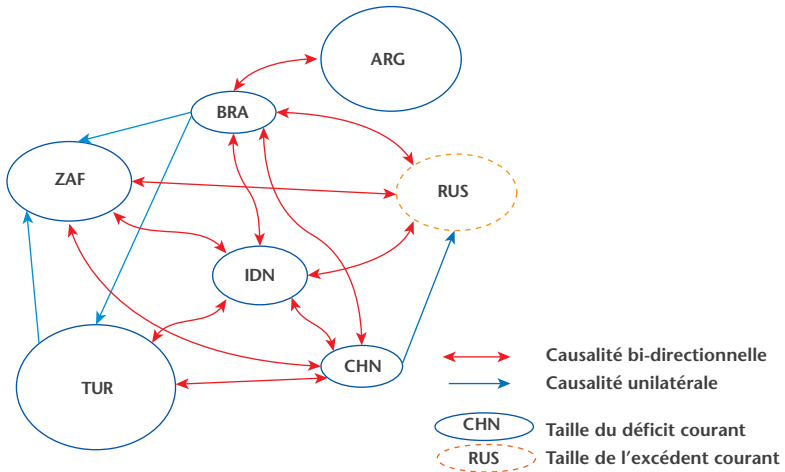 ARG
BRA
ZAF
RUS
IDN
CHN
TUR
Causalité bi-directionnelle
Causalité unilatérale
CHN Taille du déficit courant
RUS Taille de l'excédent courant